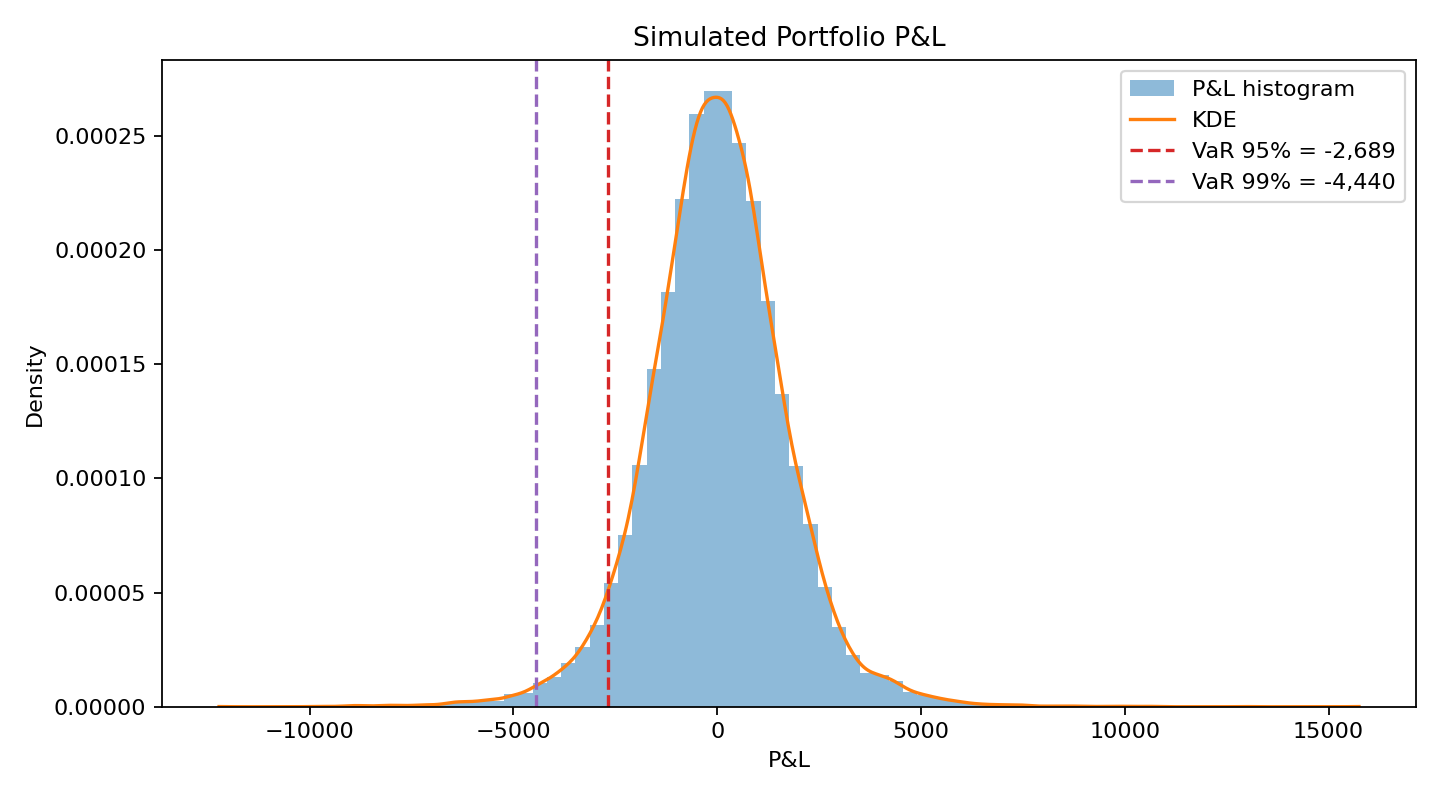 Simulated Portfolio P&L
P&L histogram
KDE
VaR 95% = -2,689
VaR 99% = -4,440
0.00025
0.00020
0.00015
0.00010
0.00005
0.00000
Density
−10000
−5000
0
5000
10000
15000
P&L